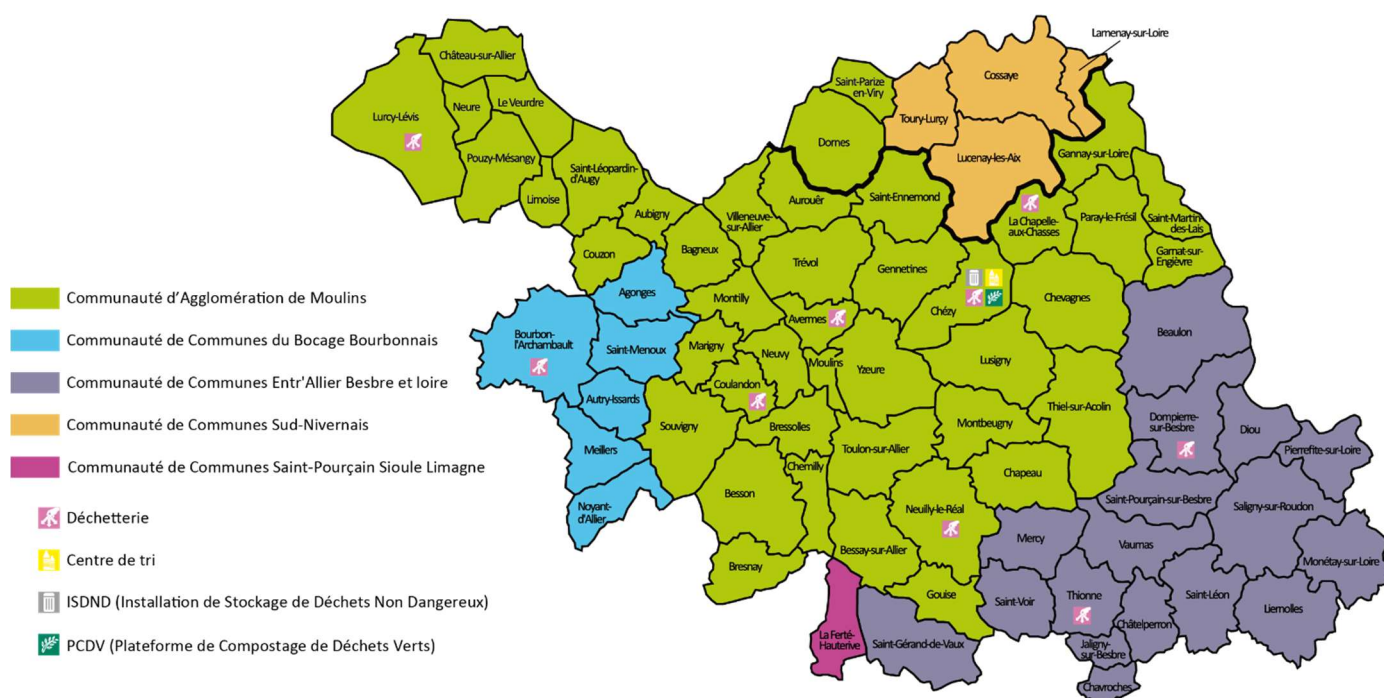 Château-sur-Allier
Lurcy-Lévis
Neure
Le Veurdre
Pouzy-Mésangy
Limoise
Saint-Léopardin-
d'Augy
Aubigny
Couzon
Bagneux
Villeneuve-
sur-Allier
Aurouër
Saint-Parize
en-Viry
Dornes
Saint-Ennemond
Toury-Lurçy
Cossaye
Lamenay-sur-Loire
Lucenay-les-Aix
Gannay-sur-Loire
La Chapelle-
aux-Chasses
Paray-le-Frésil
Saint-Martin
des-Lais
Garnat-sur-
Engièvre
Trévol
Gennetines
Chézy
Chevagnes
Montilly
Avermes
Agonges
Bourbon-
l'Archambault
Saint-Menoux
Marigny
Neuvy
Moulins
Yzeure
Lusigny
Beaulon
Coulandon
Autry-Issards
Souvigny
Bressolles
Montbeugny
Thiel-sur-Acolin
Dompierre-
sur-Besbre
Diou
Pierrefite-sur-Loire
Meillers
Noyant-
d'Allier
Chemilly
Toulon-sur-Allier
Chapeau
Besson
Neuilly-le-Réal
Saint-Pourçain-sur-Besbre
Saligny-sur-Roudon
Bresnay
Bessay-sur-Allier
Mercy
Vaumas
Monétay-sur-Loire
Gouise
Saint-Voir
Thionne
Châtelperron
Saint-Léon
Liernolles
La Ferté-
Hauterive
Saint-Gérand-de-Vaux
Jaligny-
sur-Besbre
Chavroches
Communauté d'Agglomération de Moulins
Communauté de Communes du Bocage Bourbonnais
Communauté de Communes Entr'Allier Besbre et loire
Communauté de Communes Sud-Nivernais
Communauté de Communes Saint-Pourçain Sioule Limagne
Déchetterie
Centre de tri
ISDND (Installation de Stockage de Déchets Non Dangereux)
PCDV (Plateforme de Compostage de Déchets Verts)